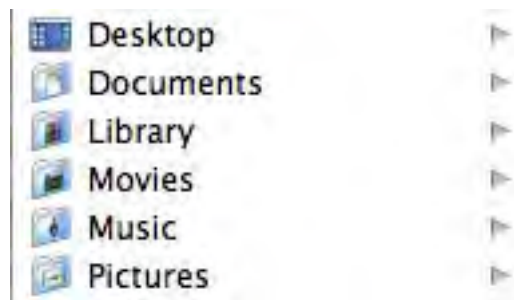 Desktop
Documents
Library
Movies
Music
Pictures